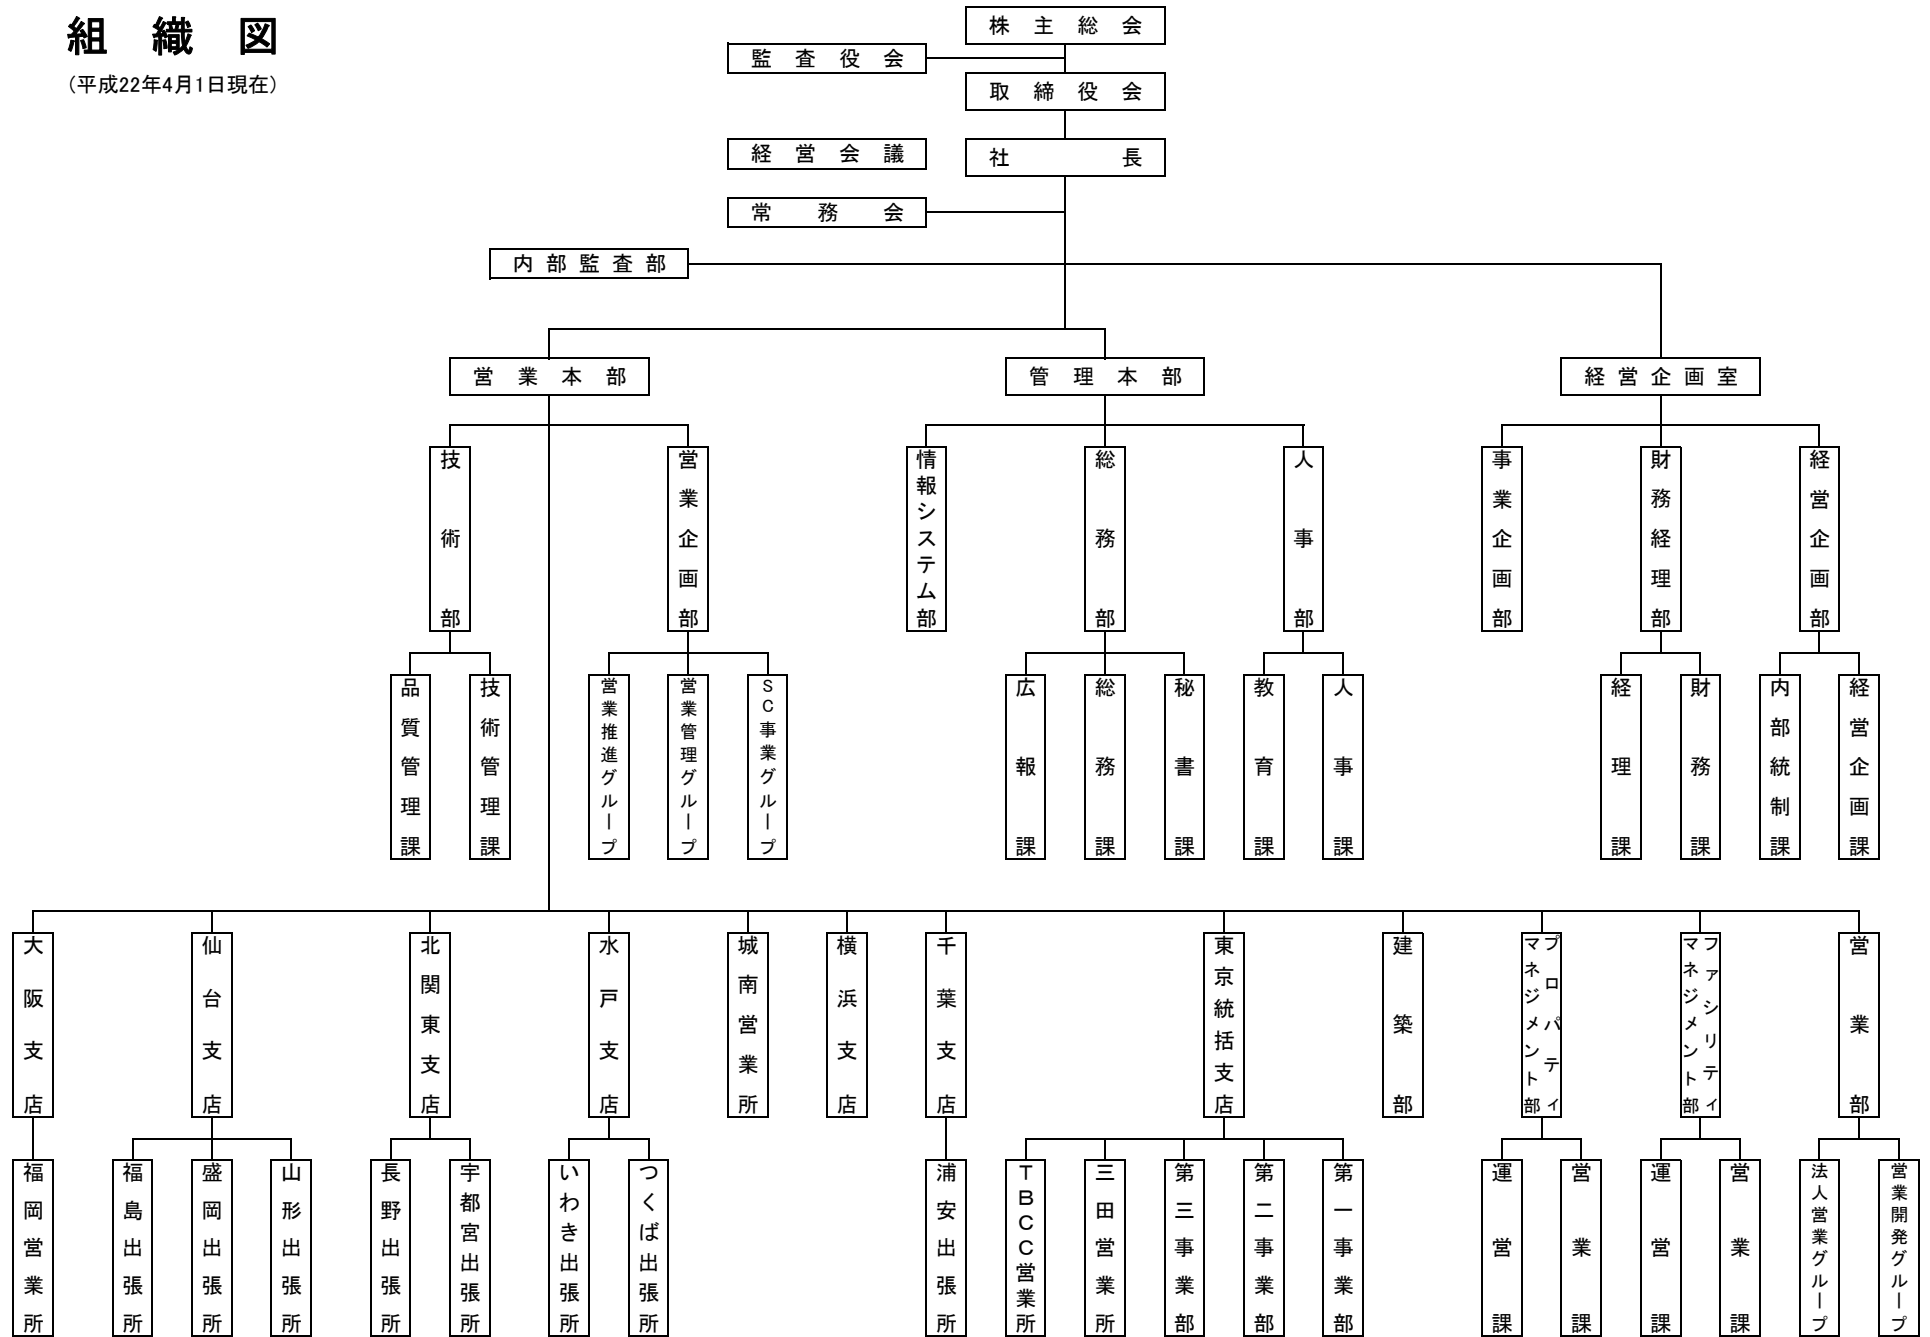 組織図
（平成22年4月1日現在）
株主総会
監査役会
取締役会
経営会議
社長
常務会
内部監査部
営業本部
管理本部
経営企画室
技術部
営業企画部
情報システム部
総務部
人事部
事業企画部
財務経理部
経営企画部
品質管理課
技術管理課
営業推進グループ
営業管理グループ
SC事業グループ
広報課
総務課
秘書課
教育課
人事課
経理課
財務課
内部統制課
経営企画課
大阪支店
仙台支店
北関東支店
水戸支店
城南営業所
横浜支店
千葉支店
東京統括支店
建築部
プロパティ
マネジメント部
ファシリティ
マネジメント部
営業部
福岡営業所
福島出張所
盛岡出張所
山形出張所
長野出張所
宇都宮出張所
いわき出張所
つくば出張所
浦安出張所
TBCC営業所
三田営業所
第三事業部
第二事業部
第一事業部
運営課
営業課
運営課
営業課
法人営業グループ
営業開発グループ